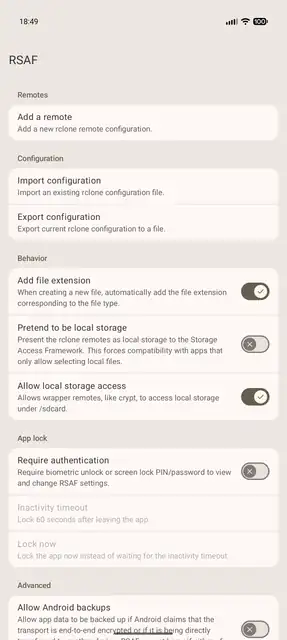 18:49
100
RSAF
Remotes
Add a remote
Add a new rclone remote configuration.
Configuration
Import configuration
Import an existing rclone configuration file.
Export configuration
Export current rclone configuration to a file.
Behavior
Add file extension
When creating a new file, automatically add the file extension
corresponding to the file type.
Pretend to be local storage
Present the rclone remotes as local storage to the Storage
Access Framework. This forces compatibility with apps that
only allow selecting local files.
Allow local storage access
Allows wrapper remotes, like crypt, to access local storage
under /sdcard.
App lock
Require authentication
Require biometric unlock or screen lock PIN/password to view
and change RSAF settings.
Inactivity timeout
Lock 60 seconds after leaving the app.
Lock now
Lock the app now instead of waiting for the inactivity timeout.
Advanced
Allow Android backups
Allow app data to be backed up if Android claims that the
transport is end-to-end encrypted or if it is being directly